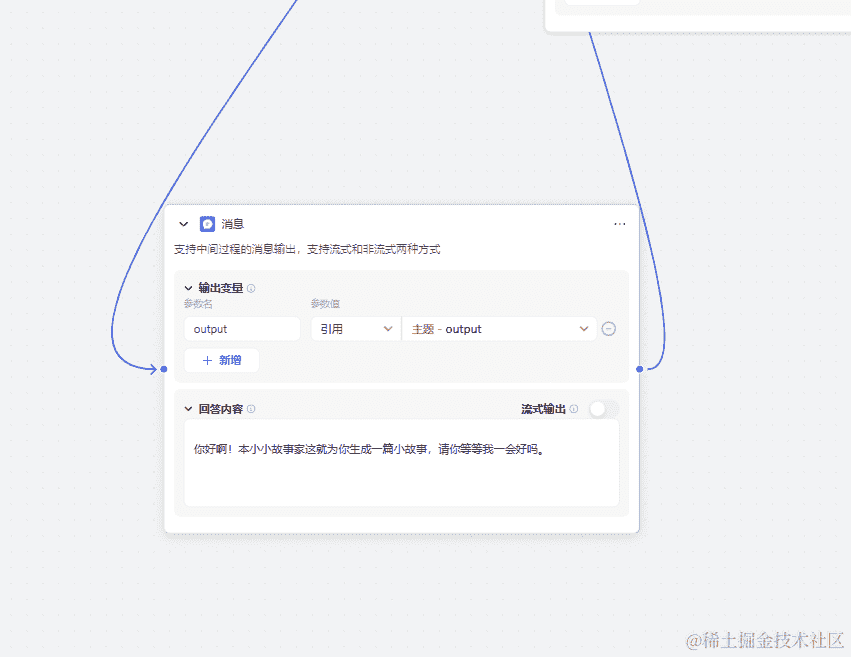 消息
支持中间过程的消息输出，支持流式和非流式两种方式
输出变量
参数名 参数值
output 引用 主题 - output
+ 新增
回答内容 流式输出
你好啊！本小小故事家这就为你生成一篇小故事，请你等等我一会好吗。
@稀土掘金技术社区